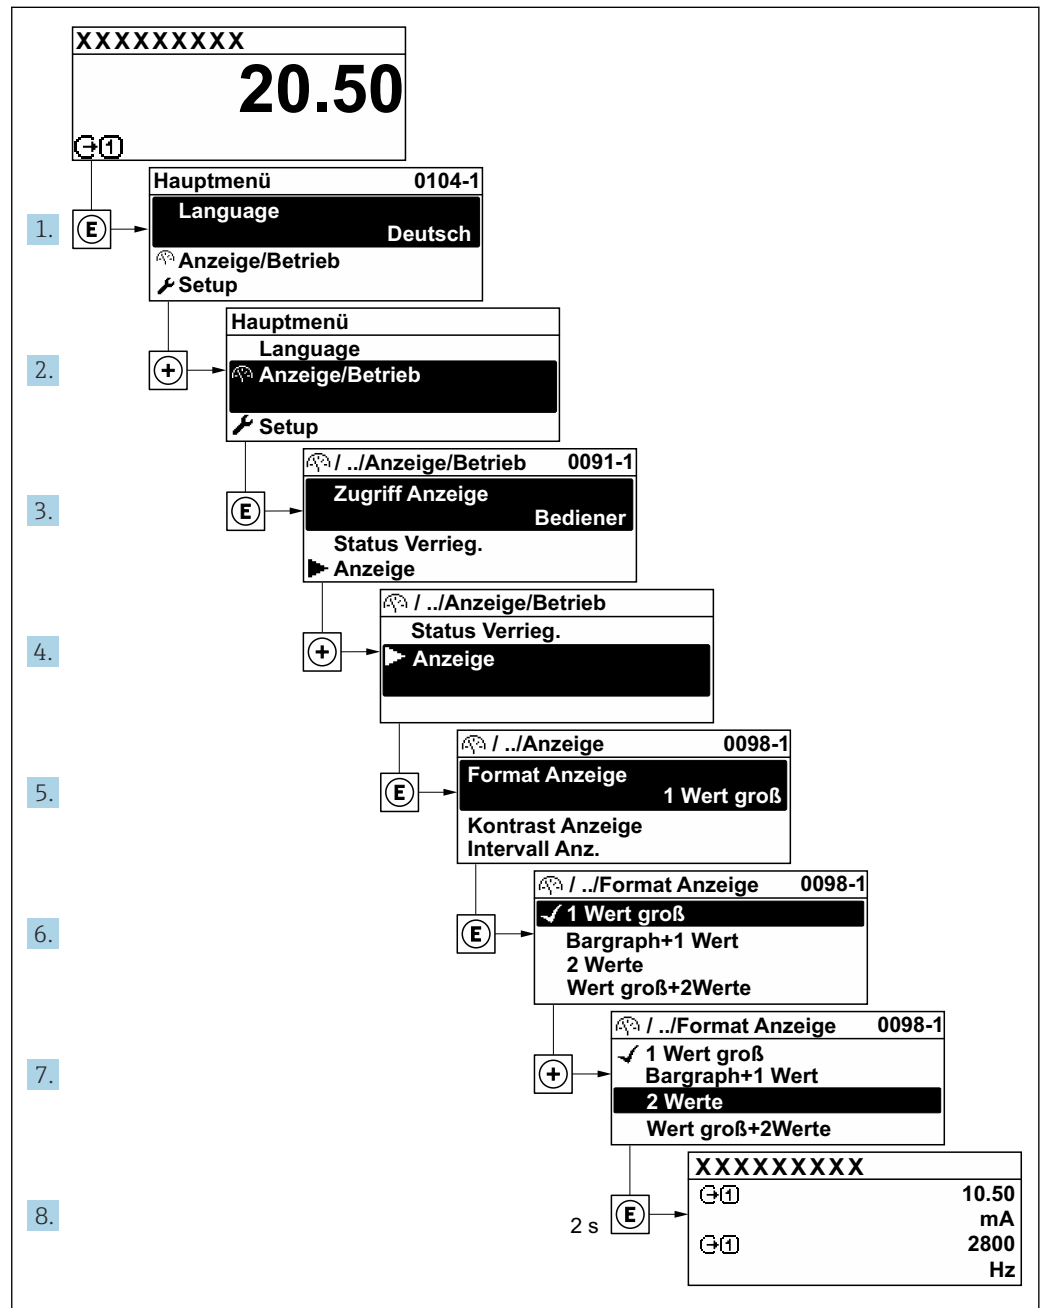 XXXXXXXXX
20.50
1
Hauptmenü 0104-1
1. E Language
Deutsch
Anzeige/Betrieb
Setup
Hauptmenü
Language
2. + Anzeige/Betrieb
Setup
/ ../Anzeige/Betrieb 0091-1
Zugriff Anzeige
3. E Bediener
Status Verrieg.
Anzeige
/ ../Anzeige/Betrieb
Status Verrieg.
4. + Anzeige
/ ../Anzeige 0098-1
Format Anzeige
5. E 1 Wert groß
Kontrast Anzeige
Intervall Anz.
/ ../Format Anzeige 0098-1
1 Wert groß
6. E Bargraph+1 Wert
2 Werte
Wert groß+2Werte
/ ../Format Anzeige 0098-1
1 Wert groß
7. + Bargraph+1 Wert
2 Werte
Wert groß+2Werte
XXXXXXXXX
1 10.50
8. 2 s E mA
1 2800
Hz